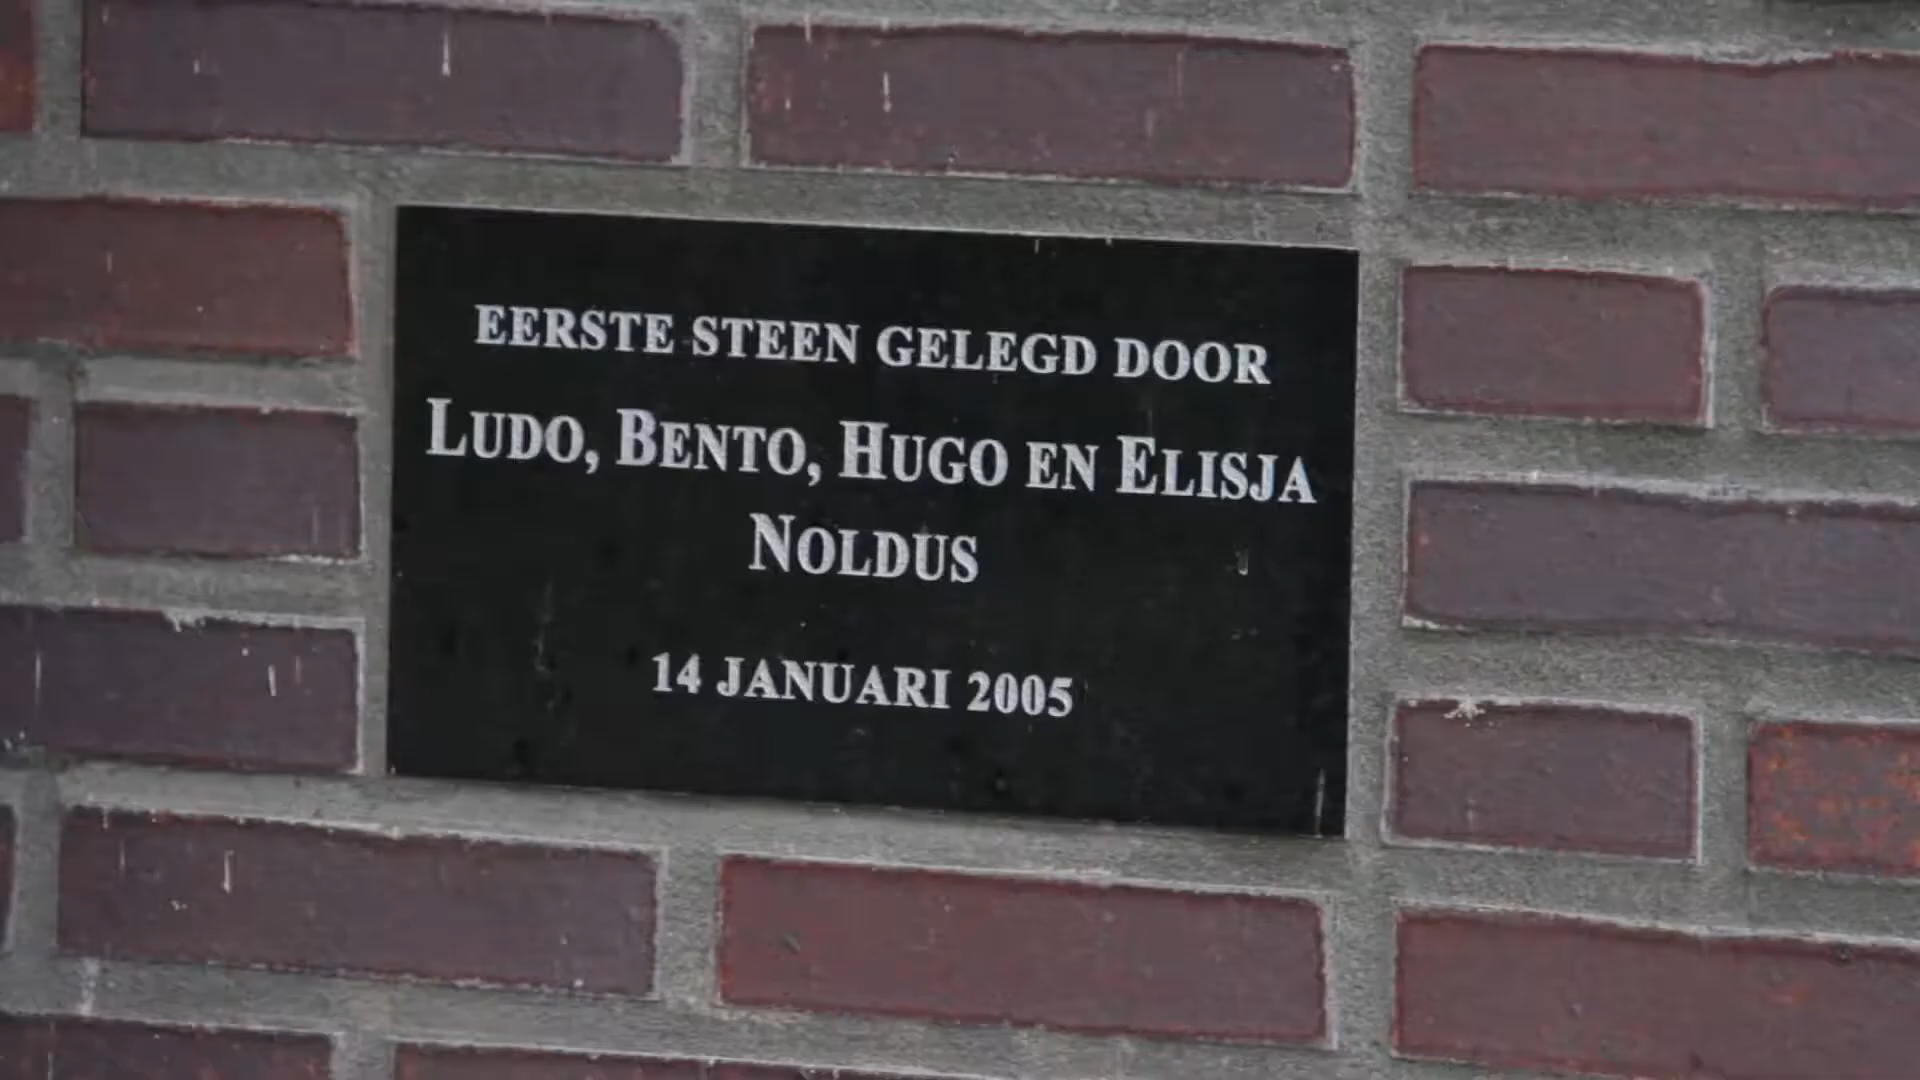 EERSTE STEEN GELEGD DOOR
LUDO, BENTO, HUGO EN ELISJA
NOLDUS
14 JANUARI 2005